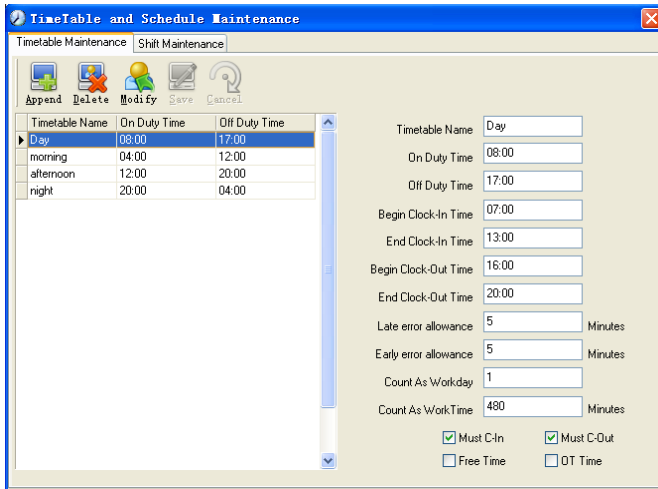 TimeTable and Schedule Maintenance
Timetable Maintenance Shift Maintenance
Append Delete Modify Save Cancel
Timetable Name On Duty Time Off Duty Time
Day 08:00 17:00
morning 04:00 12:00
afternoon 12:00 20:00
night 20:00 04:00
Timetable Name Day
On Duty Time 08:00
Off Duty Time 17:00
Begin Clock-In Time 07:00
End Clock-In Time 13:00
Begin Clock-Out Time 16:00
End Clock-Out Time 20:00
Late error allowance 5 Minutes
Early error allowance 5 Minutes
Count As Workday 1
Count As WorkTime 480 Minutes
Must C-In Must C-Out
Free Time OT Time